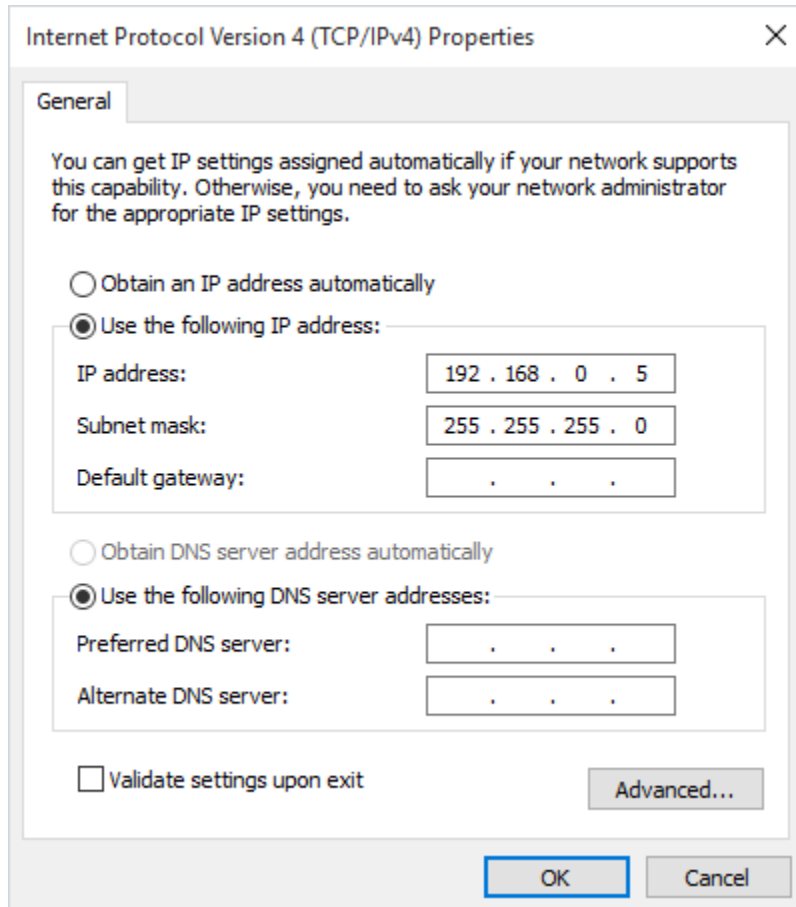 Internet Protocol Version 4 (TCP/IPv4) Properties
General
You can get IP settings assigned automatically if your network supports
this capability. Otherwise, you need to ask your network administrator
for the appropriate IP settings.
Obtain an IP address automatically
Use the following IP address:
IP address: 192 . 168 . 0 . 5
Subnet mask: 255 . 255 . 255 . 0
Default gateway: . . .
Obtain DNS server address automatically
Use the following DNS server addresses:
Preferred DNS server: . . .
Alternate DNS server: . . .
Validate settings upon exit
Advanced...
OK Cancel